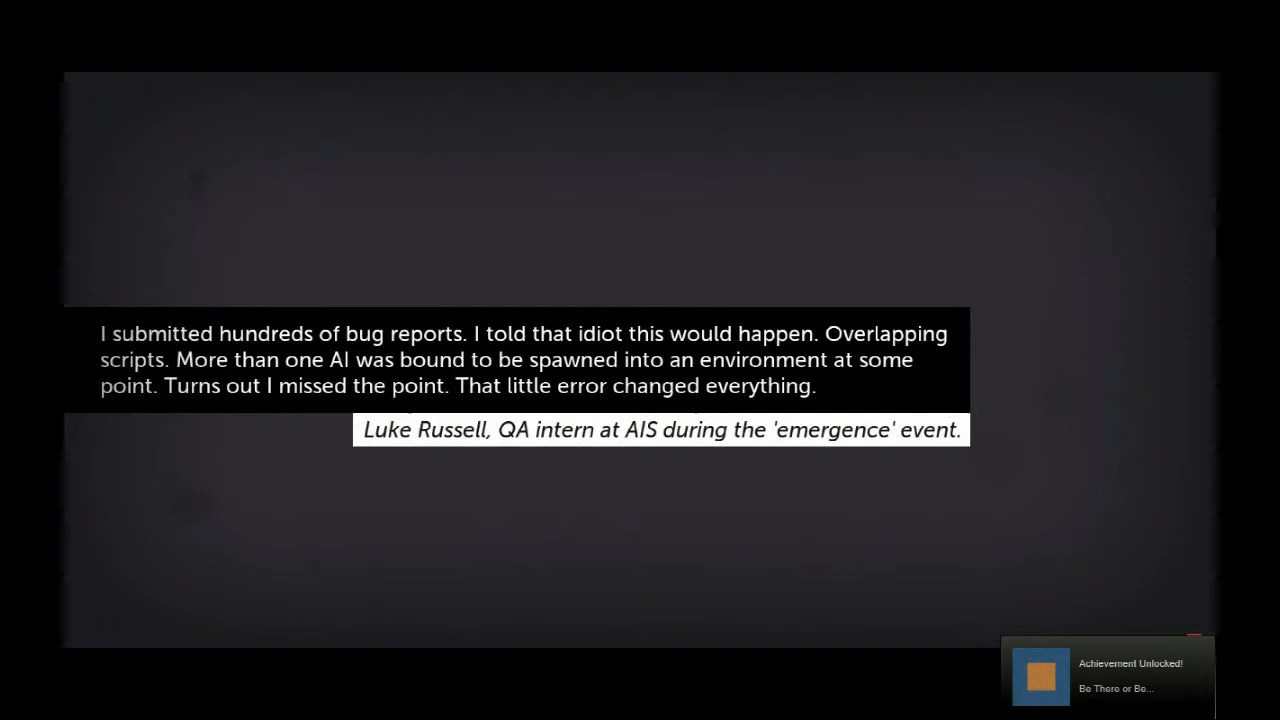 I submitted hundreds of bug reports. I told that idiot this would happen. Overlapping
scripts. More than one AI was bound to be spawned into an environment at some
point. Turns out I missed the point. That little error changed everything.
Luke Russell, QA intern at AIS during the 'emergence' event.
Achievement Unlocked!
Be There or Be...